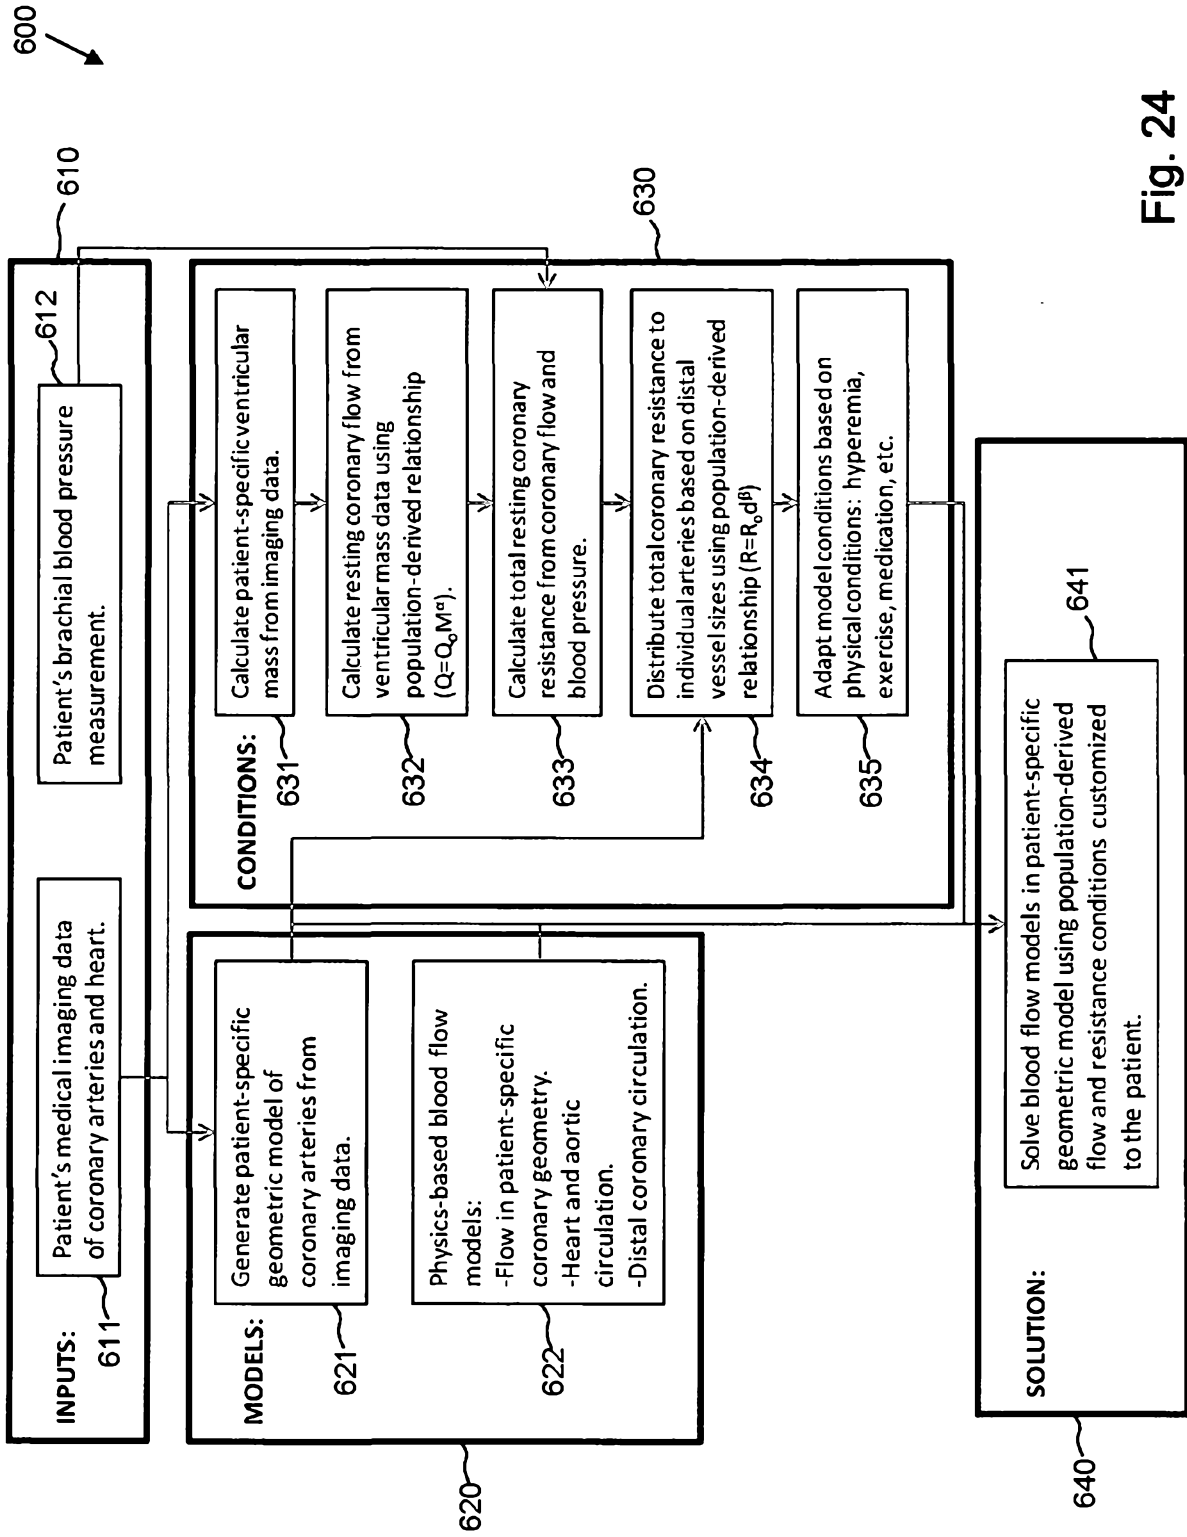 600
INPUTS:
610
611
Patient's medical imaging data
of coronary arteries and heart.
612
Patient's brachial blood pressure
measurement.
MODELS:
620
621
Generate patient-specific
geometric model of
coronary arteries from
imaging data.
622
Physics-based blood flow
models:
-Flow in patient-specific
coronary geometry.
-Heart and aortic
circulation.
-Distal coronary circulation.
CONDITIONS:
630
631
Calculate patient-specific ventricular
mass from imaging data.
632
Calculate resting coronary flow from
ventricular mass data using
population-derived relationship
(Q=QₒMᵅ).
633
Calculate total resting coronary
resistance from coronary flow and
blood pressure.
634
Distribute total coronary resistance to
individual arteries based on distal
vessel sizes using population-derived
relationship (R=Rₒdᵝ)
635
Adapt model conditions based on
physical conditions: hyperemia,
exercise, medication, etc.
SOLUTION:
640
641
Solve blood flow models in patient-specific
geometric model using population-derived
flow and resistance conditions customized
to the patient.
Fig. 24